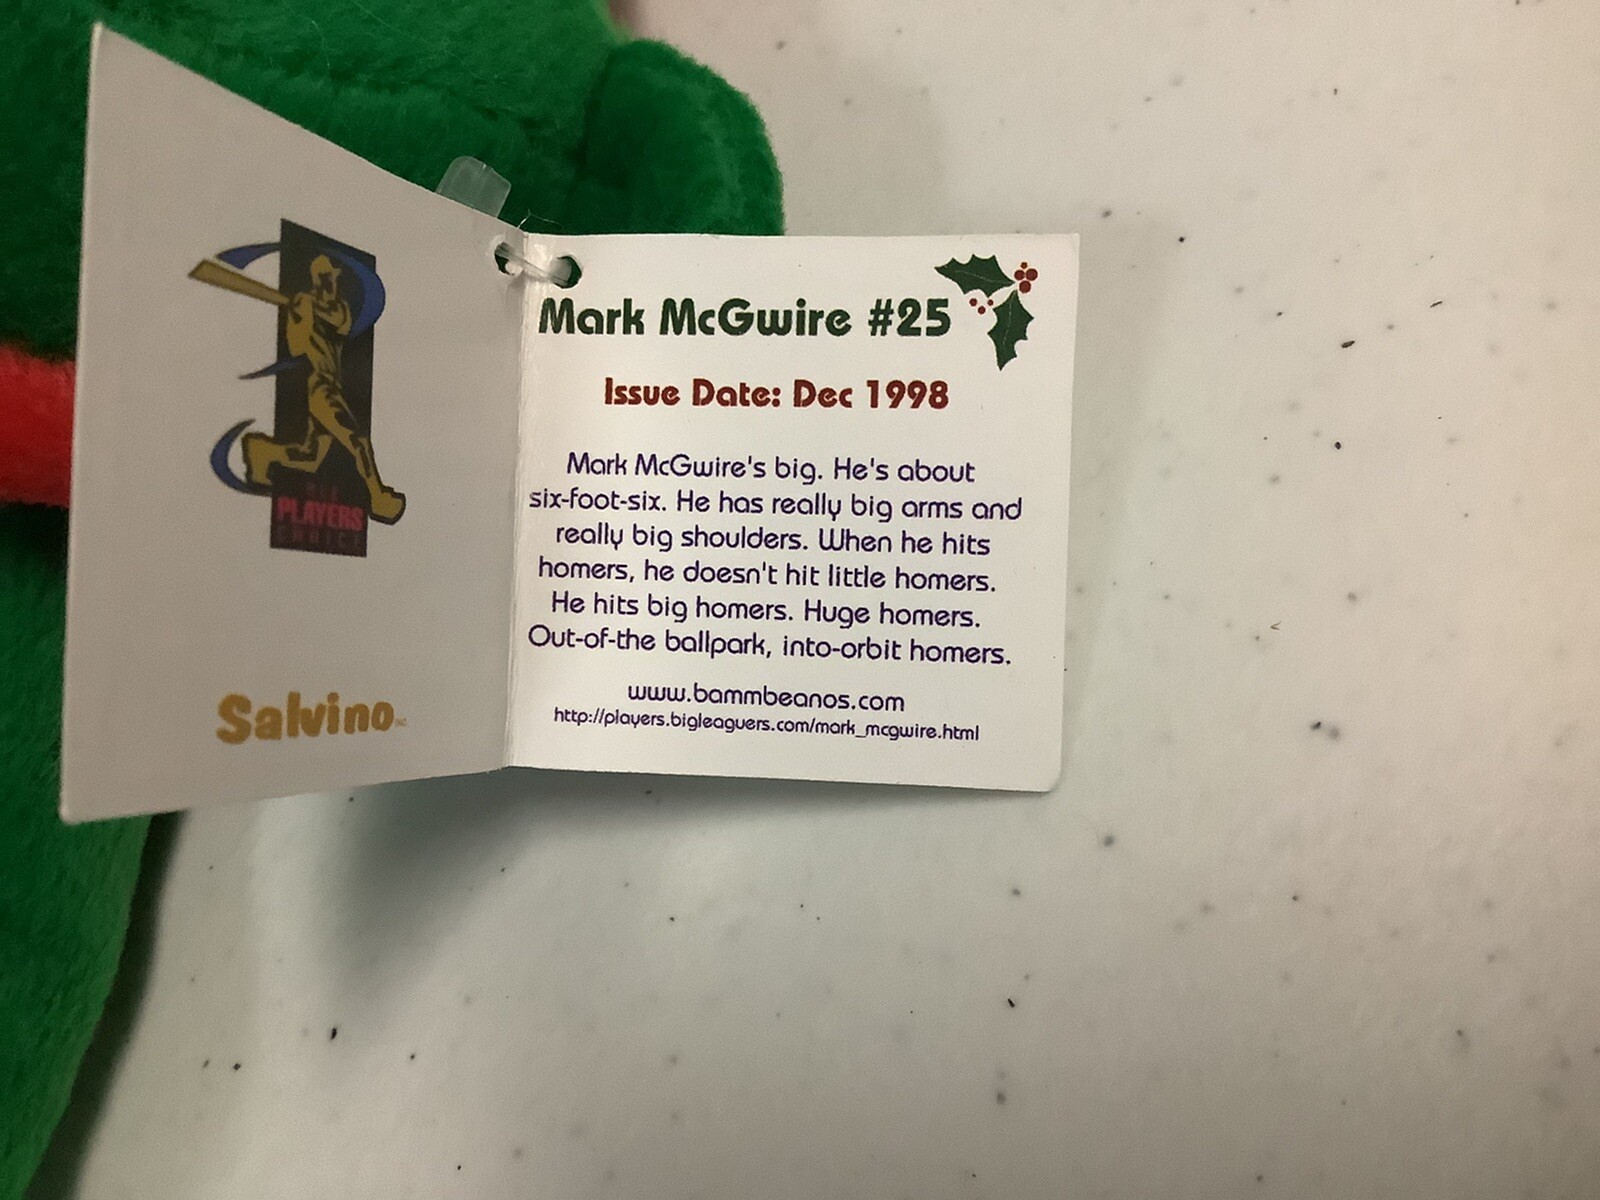 PLAYERS
CHOICE
Salvino INC.
Mark McGwire #25
Issue Date: Dec 1998
Mark McGwire's big. He's about
six-foot-six. He has really big arms and
really big shoulders. When he hits
homers, he doesn't hit little homers.
He hits big homers. Huge homers.
Out-of-the ballpark, into-orbit homers.
www.bammbeanos.com
http://players.bigleaguers.com/mark_mcgwire.html